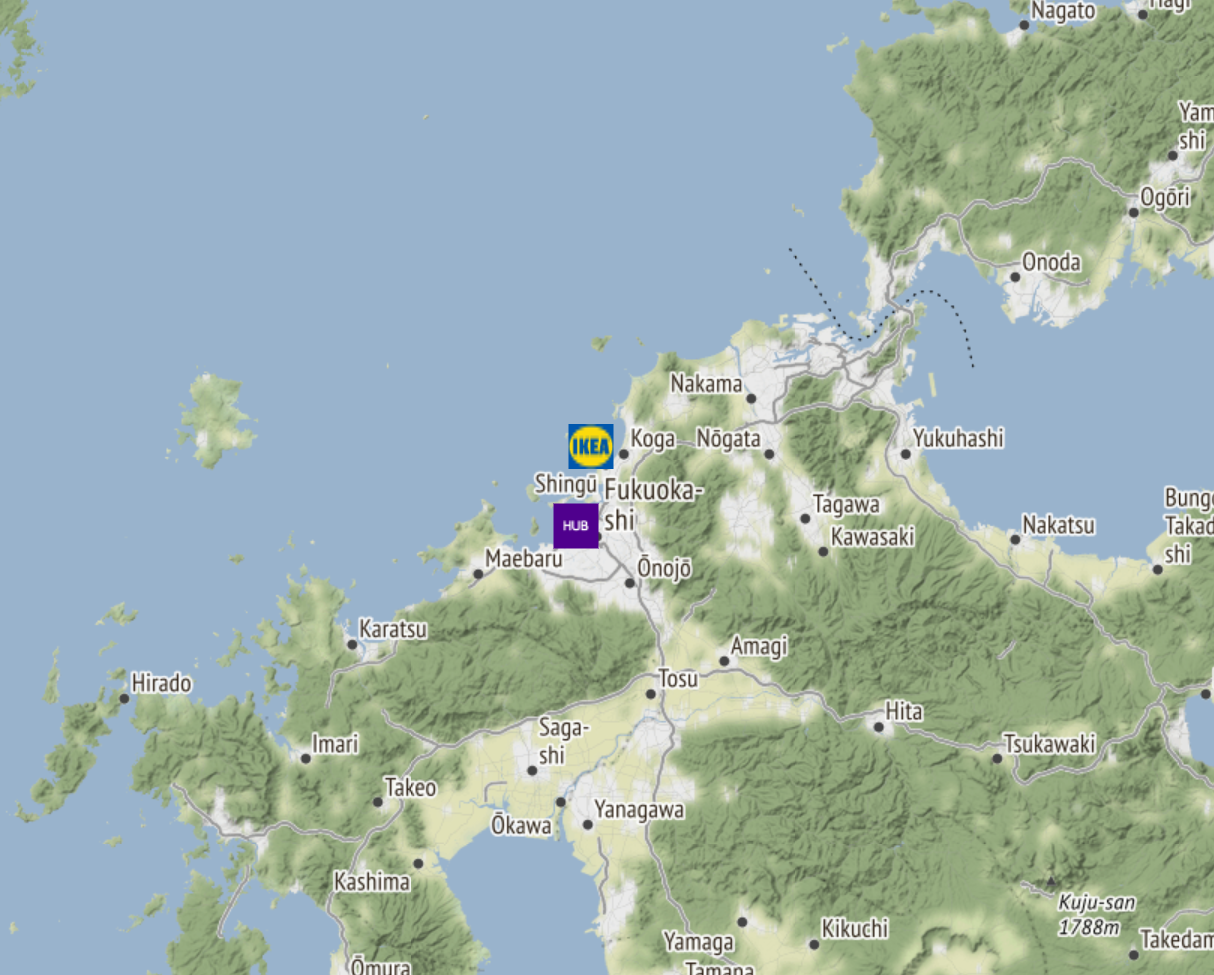 Nagato
Hagi
Yam
shi
Ogōri
Onoda
Nakama
IKEA
Koga
Nōgata
Yukuhashi
Shingū
Fukuoka-
shi
HUB
Tagawa
Kawasaki
Nakatsu
Bungo
Takad
shi
Maebaru
Ōnojō
Karatsu
Amagi
Hirado
Tosu
Hita
Saga-
shi
Imari
Tsukawaki
Takeo
Ōkawa
Yanagawa
Kashima
Kuju-san
1788m
Yamaga
Kikuchi
Takedam
Ōmura
Tamana